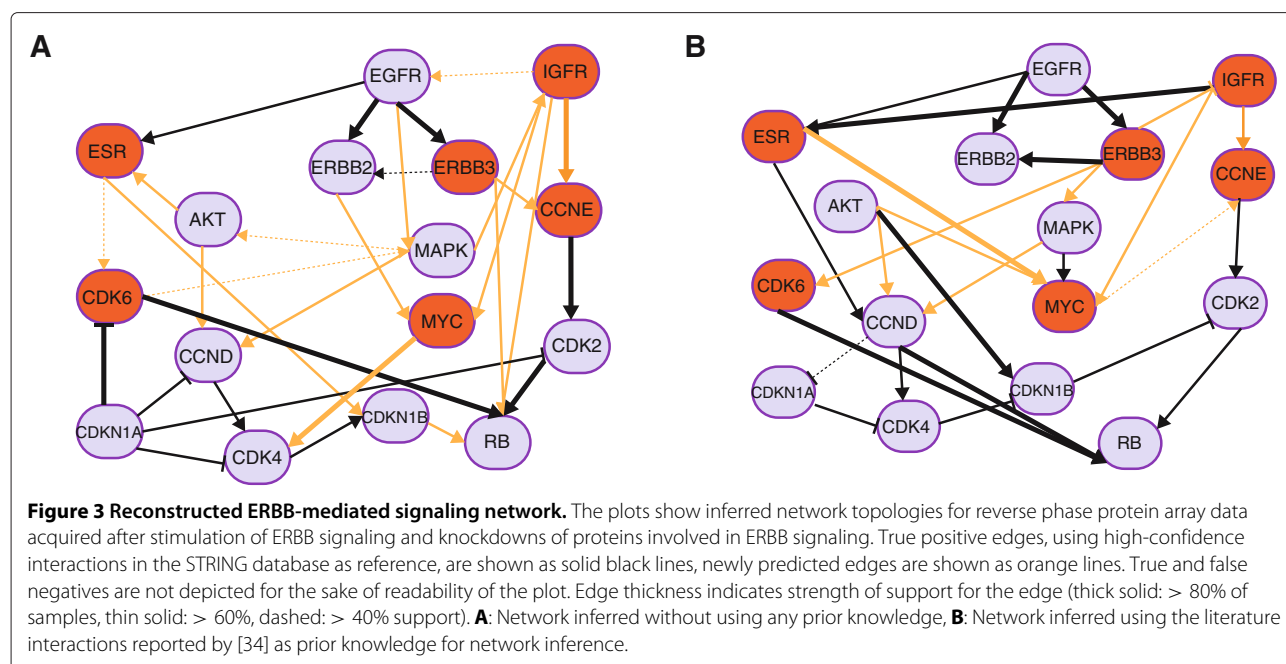 A
EGFR
IGFR
ESR
ERBB2
ERBB3
CCNE
AKT
MAPK
CDK6
MYC
CDK2
CCND
CDKN1A
CDKN1B
CDK4
RB
B
EGFR
IGFR
ESR
ERBB2
ERBB3
CCNE
AKT
MAPK
CDK6
MYC
CDK2
CCND
CDKN1A
CDKN1B
CDK4
RB
Figure 3 Reconstructed ERBB-mediated signaling network. The plots show inferred network topologies for reverse phase protein array data
acquired after stimulation of ERBB signaling and knockdowns of proteins involved in ERBB signaling. True positive edges, using high-confidence
interactions in the STRING database as reference, are shown as solid black lines, newly predicted edges are shown as orange lines. True and false
negatives are not depicted for the sake of readability of the plot. Edge thickness indicates strength of support for the edge (thick solid: > 80% of
samples, thin solid: > 60%, dashed: > 40% support). A: Network inferred without using any prior knowledge, B: Network inferred using the literature
interactions reported by [34] as prior knowledge for network inference.